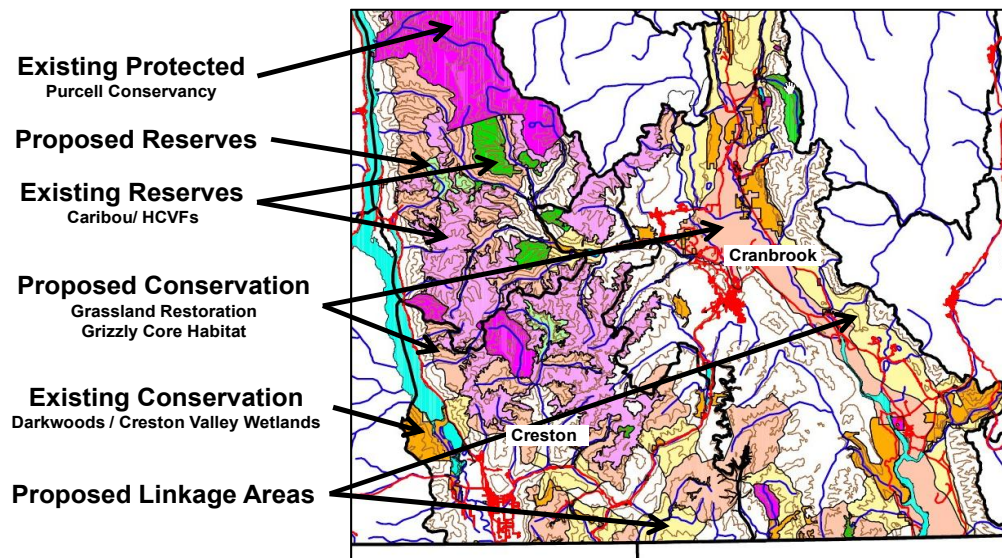 Existing Protected
Purcell Conservancy
Proposed Reserves
Existing Reserves
Caribou/ HCVFs
Cranbrook
Proposed Conservation
Grassland Restoration
Grizzly Core Habitat
Existing Conservation
Darkwoods / Creston Valley Wetlands
Creston
Proposed Linkage Areas